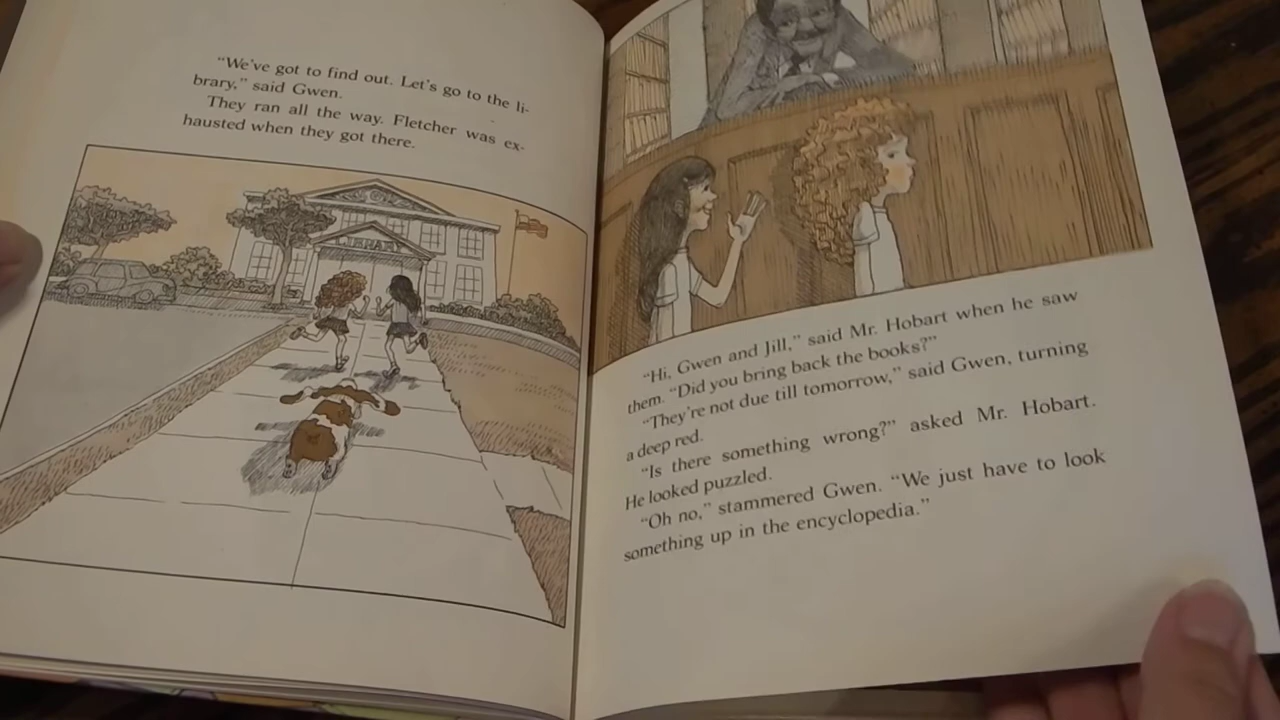 “We’ve got to find out. Let’s go to the li-
brary,” said Gwen.
They ran all the way. Fletcher was ex-
hausted when they got there.
LIBRARY
“Hi, Gwen and Jill,” said Mr. Hobart when he saw
them. “Did you bring back the books?”
“They’re not due till tomorrow,” said Gwen, turning
a deep red.
“Is there something wrong?” asked Mr. Hobart.
He looked puzzled.
“Oh no,” stammered Gwen. “We just have to look
something up in the encyclopedia.”